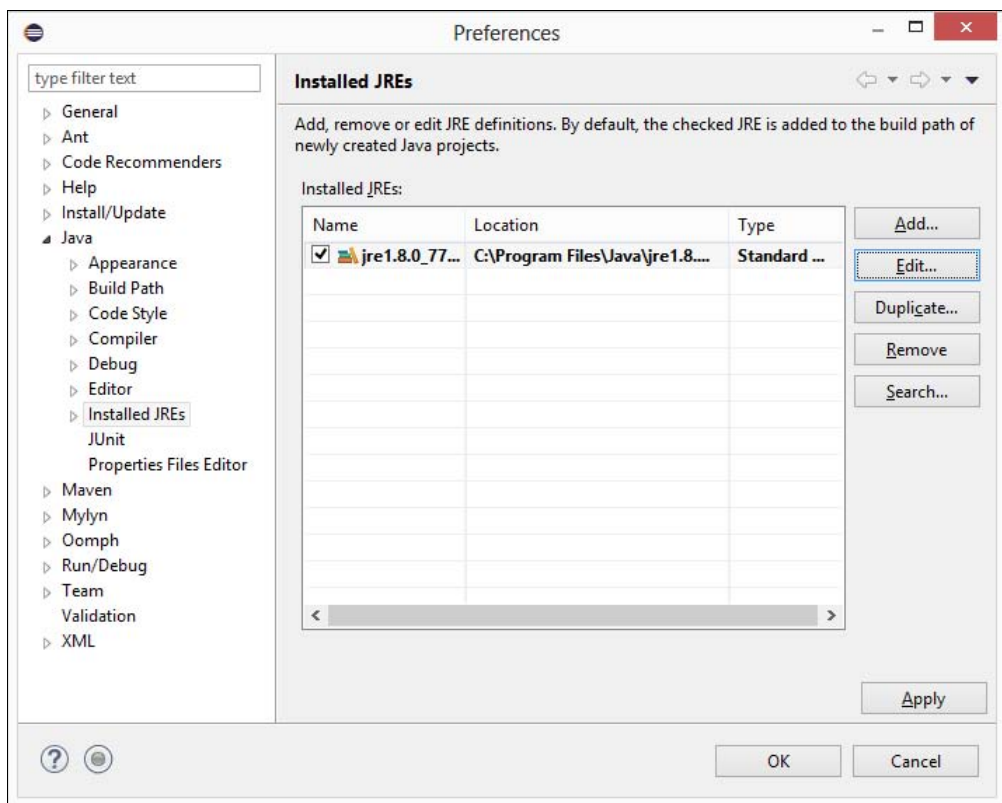 Preferences
type filter text
General
Ant
Code Recommenders
Help
Install/Update
Java
Appearance
Build Path
Code Style
Compiler
Debug
Editor
Installed JREs
JUnit
Properties Files Editor
Maven
Mylyn
Oomph
Run/Debug
Team
Validation
XML
Installed JREs
Add, remove or edit JRE definitions. By default, the checked JRE is added to the build path of
newly created Java projects.
Installed JREs:
Name Location Type
jre1.8.0_77... C:\Program Files\Java\jre1.8.... Standard ...
Add...
Edit...
Duplicate...
Remove
Search...
Apply
OK Cancel